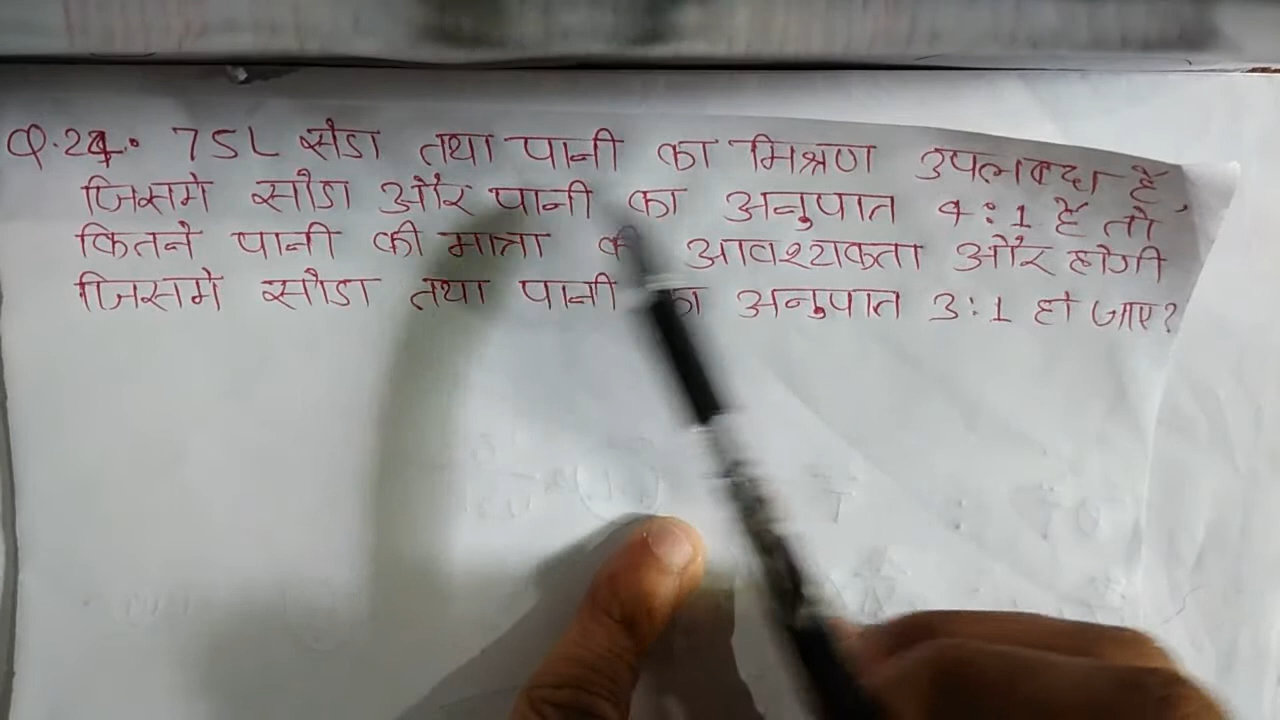 Q.24. 75L सोडा तथा पानी का मिश्रण उपलब्ध है,
जिसमे सोडा और पानी का अनुपात 4:1 है तो
कितने पानी की मात्रा की आवश्यकता और होगी
जिसमे सोडा तथा पानी का अनुपात 3:1 हो जाए?